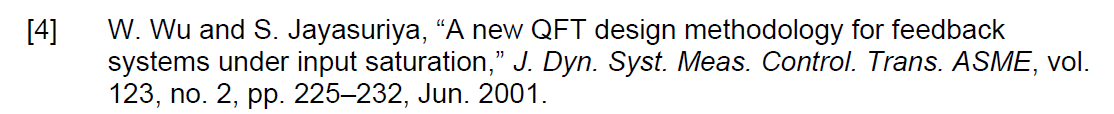 [4] W. Wu and S. Jayasuriya, “A new QFT design methodology for feedback
systems under input saturation,” J. Dyn. Syst. Meas. Control. Trans. ASME, vol.
123, no. 2, pp. 225–232, Jun. 2001.